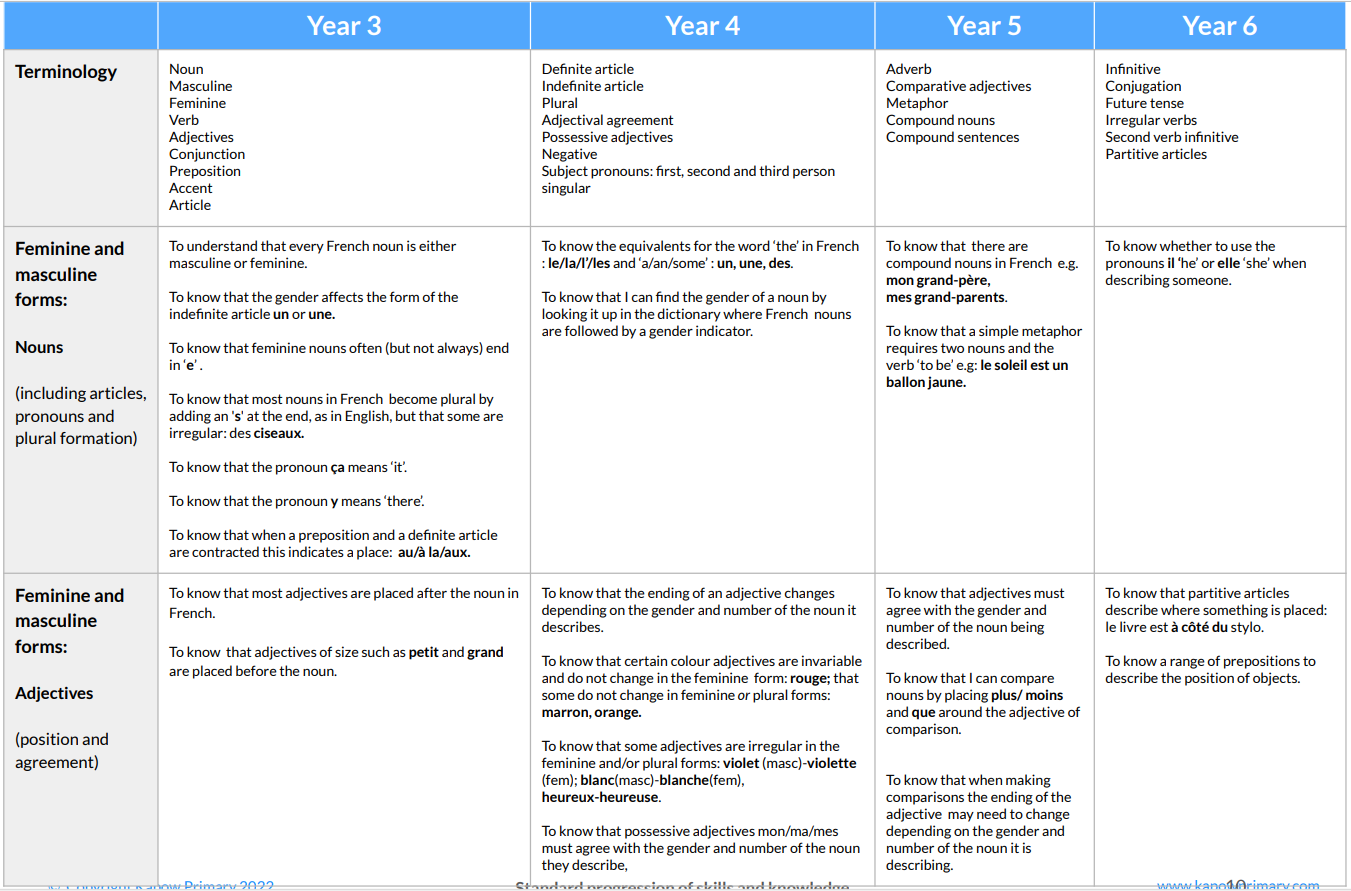 Year 3
Year 4
Year 5
Year 6
Terminology
Noun
Masculine
Feminine
Verb
Adjectives
Conjunction
Preposition
Accent
Article
Definite article
Indefinite article
Plural
Adjectival agreement
Possessive adjectives
Negative
Subject pronouns: first, second and third person
singular
Adverb
Comparative adjectives
Metaphor
Compound nouns
Compound sentences
Infinitive
Conjugation
Future tense
Irregular verbs
Second verb infinitive
Partitive articles
Feminine and
masculine
forms:
Nouns
(including articles,
pronouns and
plural formation)
To understand that every French noun is either
masculine or feminine.
To know that the gender affects the form of the
indefinite article un or une.
To know that feminine nouns often (but not always) end
in ‘e’ .
To know that most nouns in French become plural by
adding an 's' at the end, as in English, but that some are
irregular: des ciseaux.
To know that the pronoun ça means ‘it’.
To know that the pronoun y means ‘there’.
To know that when a preposition and a definite article
are contracted this indicates a place: au/à la/aux.
To know the equivalents for the word ‘the’ in French
: le/la/l’/les and ‘a/an/some’ : un, une, des.
To know that I can find the gender of a noun by
looking it up in the dictionary where French nouns
are followed by a gender indicator.
To know that there are
compound nouns in French e.g.
mon grand-père,
mes grand-parents.
To know that a simple metaphor
requires two nouns and the
verb ‘to be’ e.g: le soleil est un
ballon jaune.
To know whether to use the
pronouns il ‘he’ or elle ‘she’ when
describing someone.
Feminine and
masculine
forms:
Adjectives
(position and
agreement)
To know that most adjectives are placed after the noun in
French.
To know that adjectives of size such as petit and grand
are placed before the noun.
To know that the ending of an adjective changes
depending on the gender and number of the noun it
describes.
To know that certain colour adjectives are invariable
and do not change in the feminine form: rouge; that
some do not change in feminine or plural forms:
marron, orange.
To know that some adjectives are irregular in the
feminine and/or plural forms: violet (masc)-violette
(fem); blanc(masc)-blanche(fem),
heureux-heureuse.
To know that possessive adjectives mon/ma/mes
must agree with the gender and number of the noun
they describe,
To know that adjectives must
agree with the gender and
number of the noun being
described.
To know that I can compare
nouns by placing plus/ moins
and que around the adjective of
comparison.
To know that when making
comparisons the ending of the
adjective may need to change
depending on the gender and
number of the noun it is
describing.
To know that partitive articles
describe where something is placed:
le livre est à côté du stylo.
To know a range of prepositions to
describe the position of objects.
© Copyright Kapow Primary 2022
Standard progression of skills and knowledge
www.kapowprimary.com
10